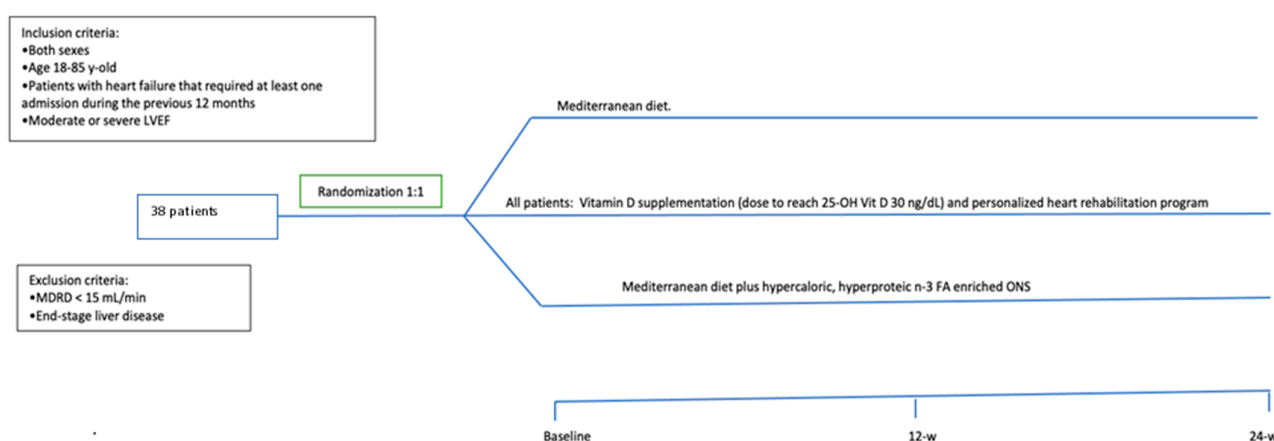 Inclusion criteria:
•Both sexes
•Age 18-85 y-old
•Patients with heart failure that required at least one
admission during the previous 12 months
•Moderate or severe LVEF
Mediterranean diet.
Randomization 1:1
38 patients
All patients: Vitamin D supplementation (dose to reach 25-OH Vit D 30 ng/dL) and personalized heart rehabilitation program
Exclusion criteria:
•MDRD < 15 mL/min
•End-stage liver disease
Mediterranean diet plus hypercaloric, hyperproteic n-3 FA enriched ONS
Baseline
12-w
24-w